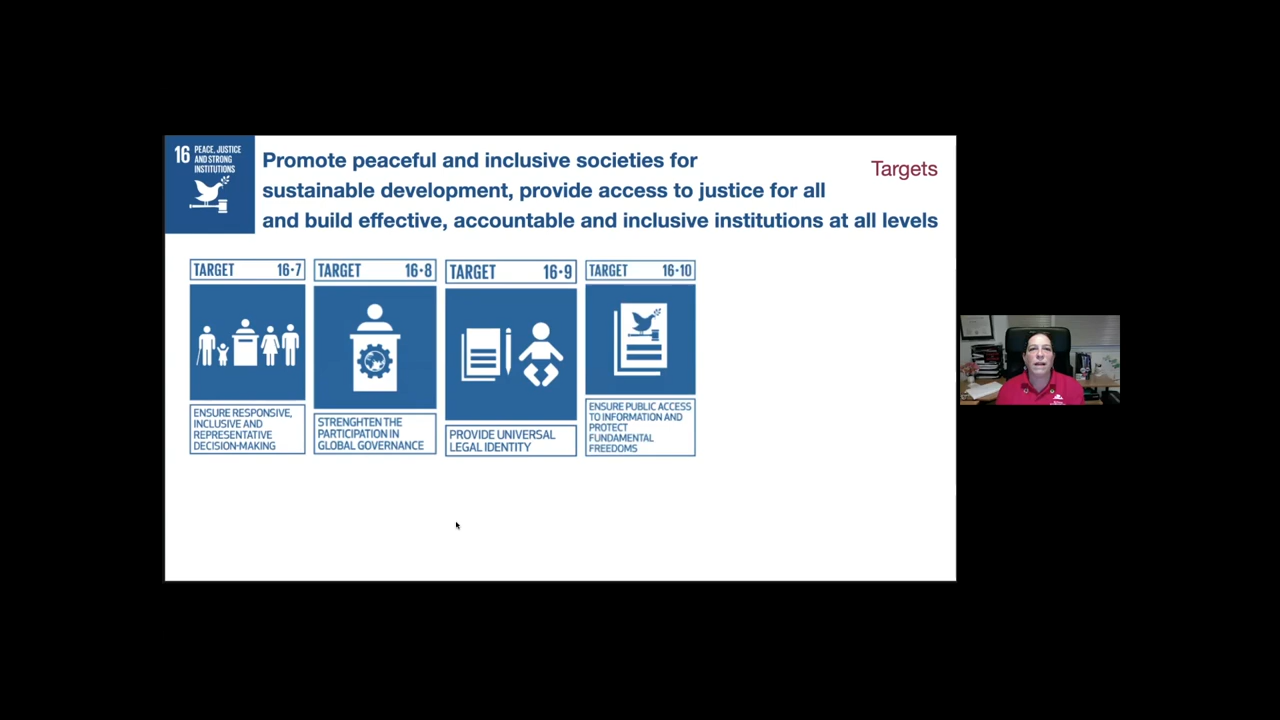 16 PEACE, JUSTICE
AND STRONG
INSTITUTIONS
Promote peaceful and inclusive societies for
sustainable development, provide access to justice for all
and build effective, accountable and inclusive institutions at all levels
Targets
TARGET 16·7
ENSURE RESPONSIVE,
INCLUSIVE AND
REPRESENTATIVE
DECISION-MAKING
TARGET 16·8
STRENGHTEN THE
PARTICIPATION IN
GLOBAL GOVERNANCE
TARGET 16·9
PROVIDE UNIVERSAL
LEGAL IDENTITY
TARGET 16·10
ENSURE PUBLIC ACCESS
TO INFORMATION AND
PROTECT
FUNDAMENTAL
FREEDOMS